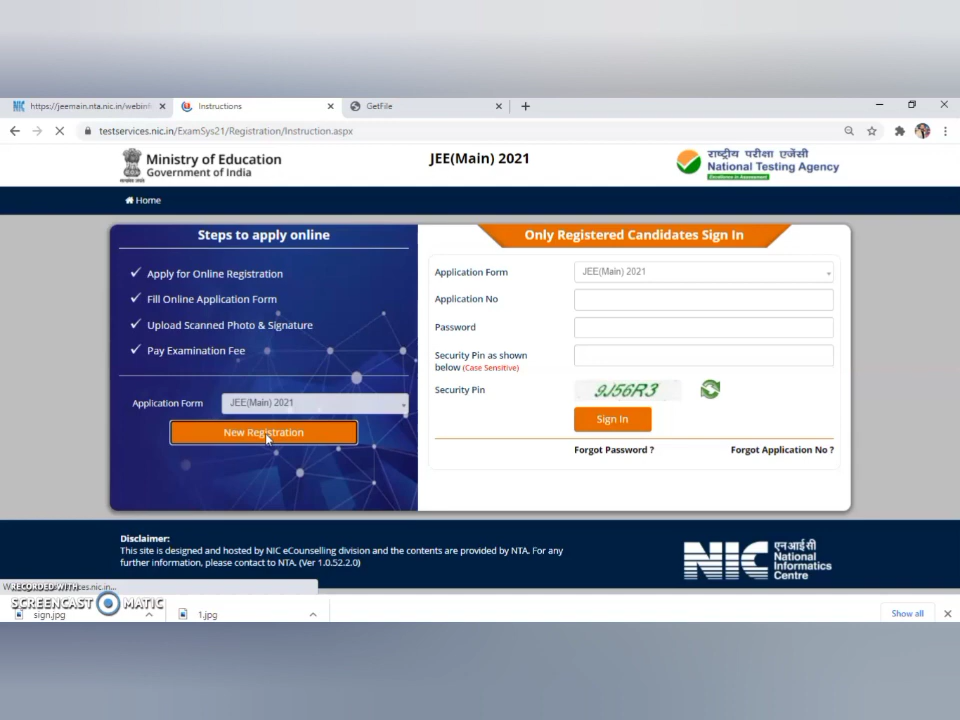 https://jeemain.nta.nic.in/webinf
Instructions
GetFile
testservices.nic.in/ExamSys21/Registration/Instruction.aspx
Ministry of Education
Government of India
JEE(Main) 2021
राष्ट्रीय परीक्षा एजेंसी
National Testing Agency
Excellence in Assessment
Home
Steps to apply online
Apply for Online Registration
Fill Online Application Form
Upload Scanned Photo & Signature
Pay Examination Fee
Application Form JEE(Main) 2021
New Registration
Only Registered Candidates Sign In
Application Form JEE(Main) 2021
Application No
Password
Security Pin as shown
below (Case Sensitive)
Security Pin 9J56R3
Sign In
Forgot Password ? Forgot Application No ?
Disclaimer:
This site is designed and hosted by NIC eCounselling division and the contents are provided by NTA. For any
further information, please contact to NTA. (Ver 1.0.52.2.0)
NIC
एनआईसी
National
Informatics
Centre
RECORDED WITH
SCREENCAST MATIC
sign.jpg
1.jpg
Show all